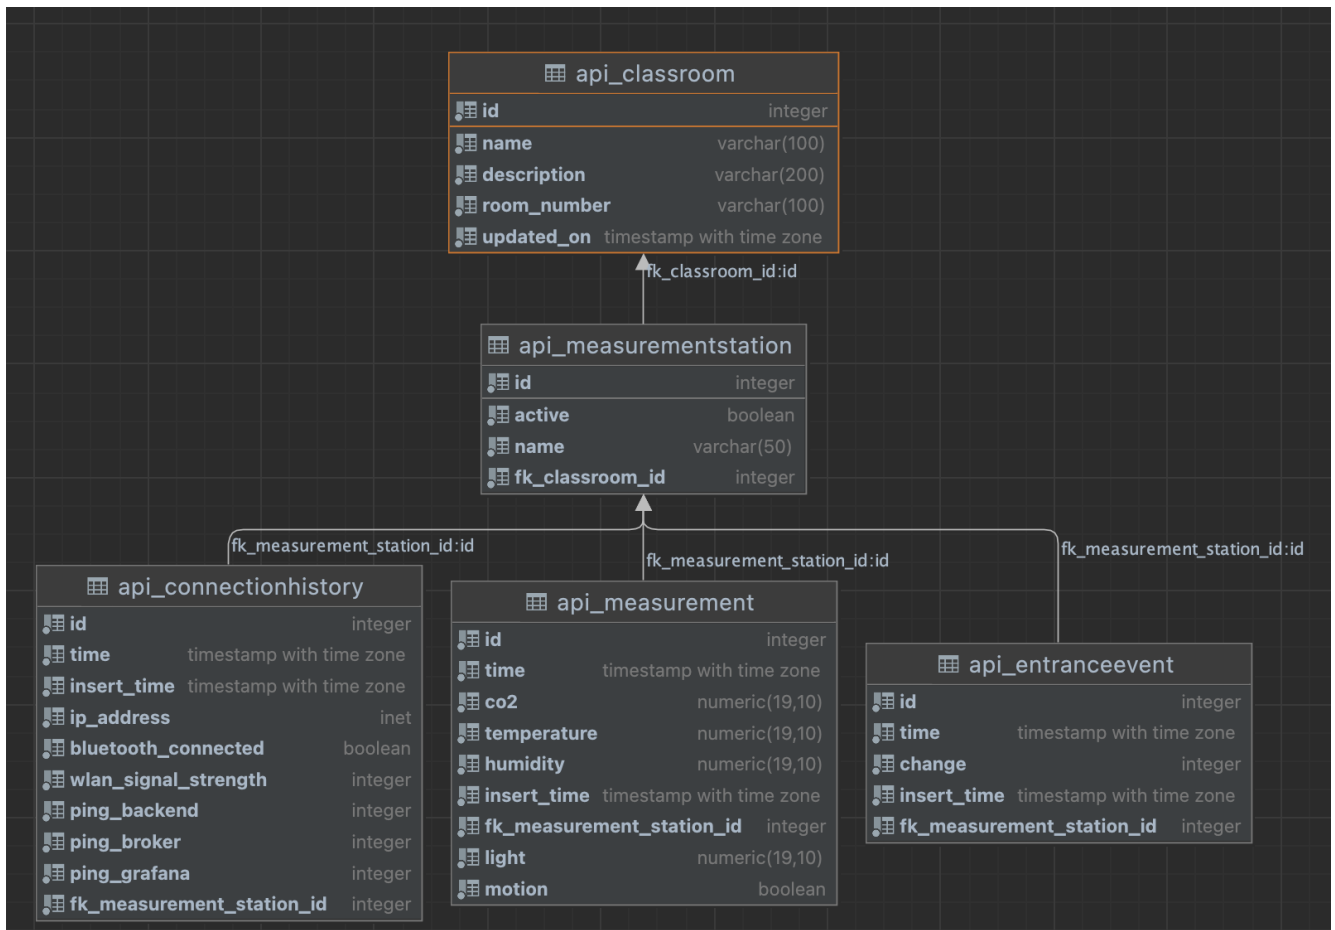 api_classroom
id integer
name varchar(100)
description varchar(200)
room_number varchar(100)
updated_on timestamp with time zone
fk_classroom_id:id
api_measurementstation
id integer
active boolean
name varchar(50)
fk_classroom_id integer
fk_measurement_station_id:id
fk_measurement_station_id:id
fk_measurement_station_id:id
api_connectionhistory
id integer
time timestamp with time zone
insert_time timestamp with time zone
ip_address inet
bluetooth_connected boolean
wlan_signal_strength integer
ping_backend integer
ping_broker integer
ping_grafana integer
fk_measurement_station_id integer
api_measurement
id integer
time timestamp with time zone
co2 numeric(19,10)
temperature numeric(19,10)
humidity numeric(19,10)
insert_time timestamp with time zone
fk_measurement_station_id integer
light numeric(19,10)
motion boolean
api_entranceevent
id integer
time timestamp with time zone
change integer
insert_time timestamp with time zone
fk_measurement_station_id integer